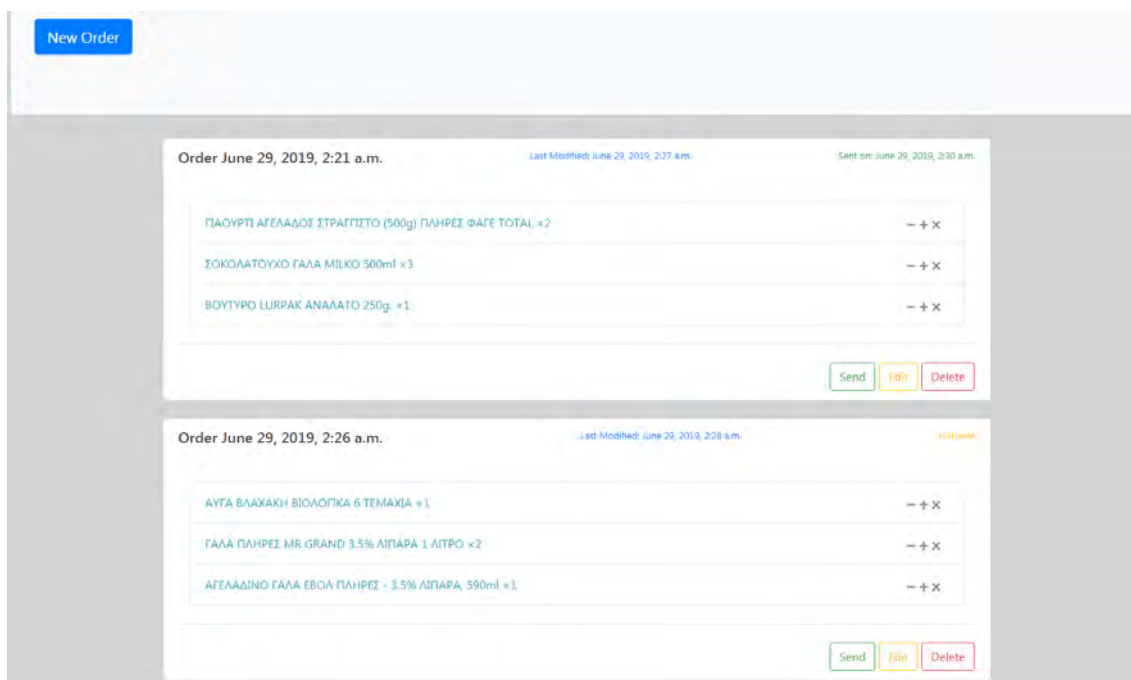 New Order
Order June 29, 2019, 2:21 a.m. Last Modified: June 29, 2019, 2:27 a.m. Sent on: June 29, 2019, 2:30 a.m.
ΓΙΑΟΥΡΤΙ ΑΓΕΛΑΔΟΣ ΣΤΡΑΓΓΙΣΤΟ (500g) ΠΛΗΡΕΣ ΦΑΓΕ TOTAL ×2 − + ×
ΣΟΚΟΛΑΤΟΥΧΟ ΓΑΛΑ MILKO 500ml ×3 − + ×
ΒΟΥΤΥΡΟ LURPAK ΑΝΑΛΑΤΟ 250g. ×1 − + ×
Send Edit Delete
Order June 29, 2019, 2:26 a.m. Last Modified: June 29, 2019, 2:28 a.m. Not sent
ΑΥΓΑ ΒΛΑΧΑΚΗ ΒΙΟΛΟΓΙΚΑ 6 ΤΕΜΑΧΙΑ ×1 − + ×
ΓΑΛΑ ΠΛΗΡΕΣ MR GRAND 3.5% ΛΙΠΑΡΑ 1 ΛΙΤΡΟ ×2 − + ×
ΑΓΕΛΑΔΙΝΟ ΓΑΛΑ ΕΒΟΛ ΠΛΗΡΕΣ - 3.5% ΛΙΠΑΡΑ, 590ml ×1 − + ×
Send Edit Delete